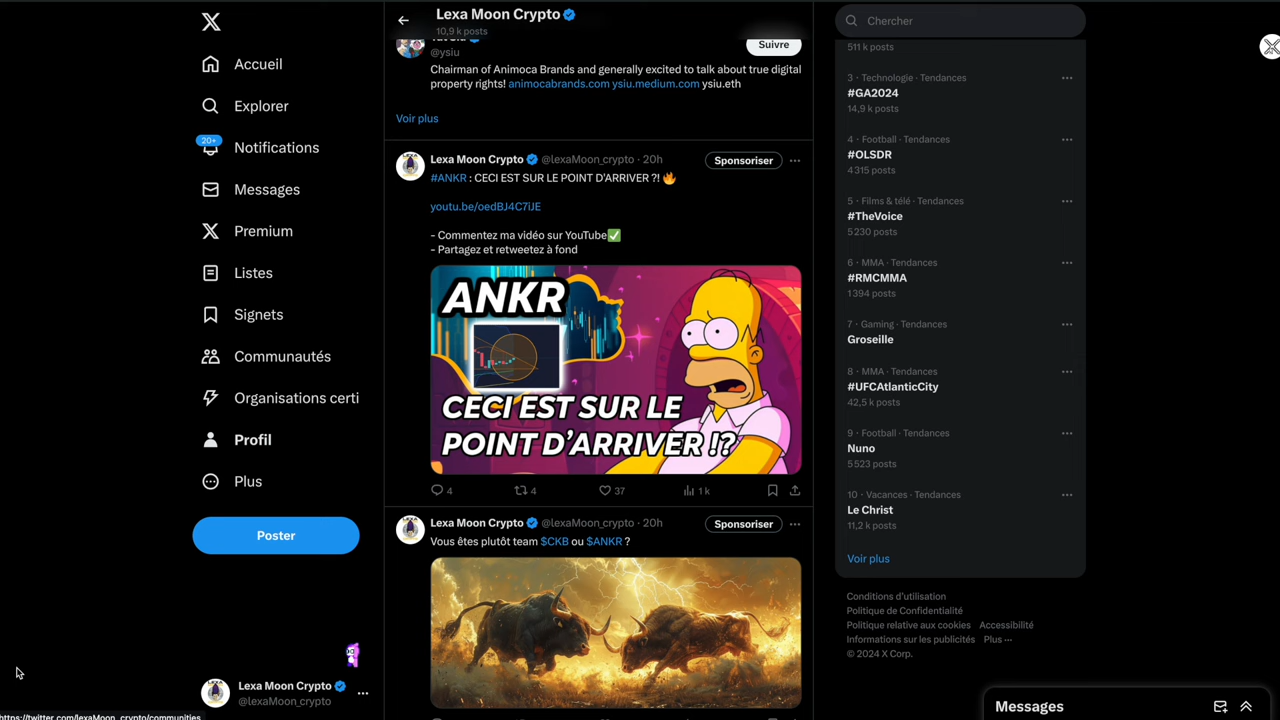 Accueil
Explorer
20+
Notifications
Messages
Premium
Listes
Signets
Communautés
Organisations certi
Profil
Plus
Poster
Lexa Moon Crypto
@lexaMoon_crypto
https://twitter.com/lexaMoon_crypto/communities
Lexa Moon Crypto
10,9 k posts
@ysiu
Suivre
Chairman of Animoca Brands and generally excited to talk about true digital
property rights! animocabrands.com ysiu.medium.com ysiu.eth
Voir plus
Lexa Moon Crypto @lexaMoon_crypto · 20h
Sponsoriser
#ANKR : CECI EST SUR LE POINT D'ARRIVER ?! 🔥
youtu.be/oedBJ4C7iJE
- Commentez ma vidéo sur YouTube✅
- Partagez et retweetez à fond
ANKR
CECI EST SUR LE
POINT D'ARRIVER !?
4 4 37 1 k
Lexa Moon Crypto @lexaMoon_crypto · 20h
Sponsoriser
Vous êtes plutôt team $CKB ou $ANKR ?
Chercher
511 k posts
3 · Technologie · Tendances
#GA2024
14,9 k posts
4 · Football · Tendances
#OLSDR
4 315 posts
5 · Films & télé · Tendances
#TheVoice
5 230 posts
6 · MMA · Tendances
#RMCMMA
1 394 posts
7 · Gaming · Tendances
Groseille
8 · MMA · Tendances
#UFCAtlanticCity
42,5 k posts
9 · Football · Tendances
Nuno
5 523 posts
10 · Vacances · Tendances
Le Christ
11,2 k posts
Voir plus
Conditions d'utilisation
Politique de Confidentialité
Politique relative aux cookies Accessibilité
Informations sur les publicités Plus ···
© 2024 X Corp.
Messages